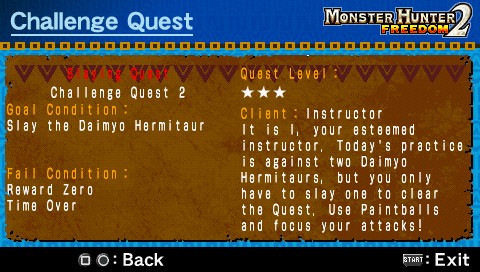 Challenge Quest
MONSTER HUNTER
FREEDOM 2
Slaying Quest
Challenge Quest 2
Goal Condition:
Slay the Daimyo Hermitaur
Fail Condition:
Reward Zero
Time Over
Quest Level:
★★★
Client: Instructor
It is I, your esteemed
instructor. Today's practice
is against two Daimyo
Hermitaurs, but you only
have to slay one to clear
the Quest. Use Paintballs
and focus your attacks!
□ ○: Back
START: Exit